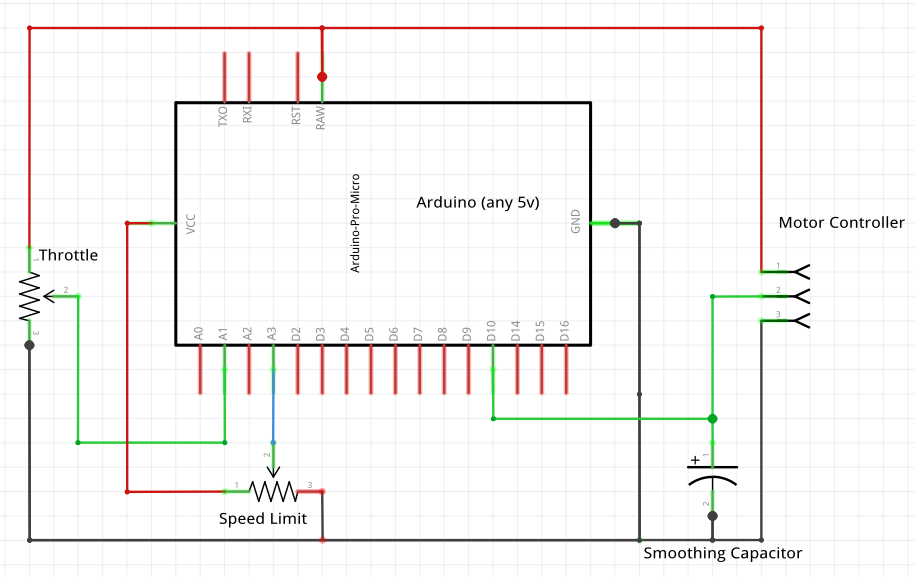 TXO
RXI
RST
RAW
Arduino-Pro-Micro
Arduino (any 5v)
VCC
GND
Motor Controller
Throttle
1
2
3
1
2
3
A0
A1
A2
A3
D2
D3
D4
D5
D6
D7
D8
D9
D10
D14
D15
D16
2
1
3
Speed Limit
+
1
2
Smoothing Capacitor